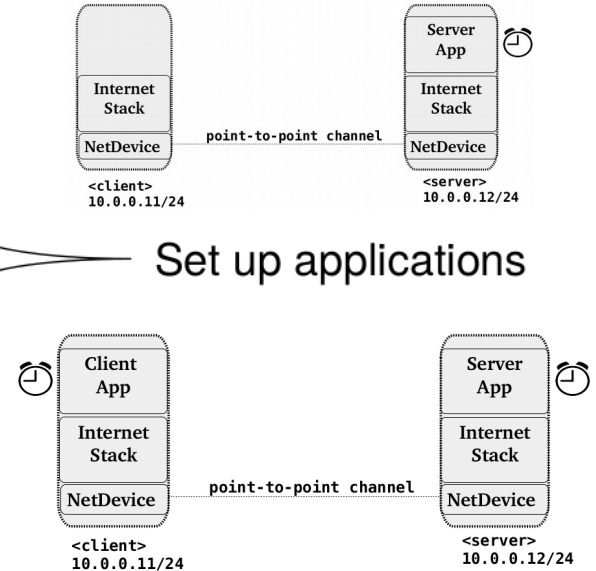 Server
App
Internet
Stack
Internet
Stack
point-to-point channel
NetDevice
NetDevice
<client>
10.0.0.11/24
<server>
10.0.0.12/24
Set up applications
Client
App
Server
App
Internet
Stack
Internet
Stack
point-to-point channel
NetDevice
NetDevice
<client>
10.0.0.11/24
<server>
10.0.0.12/24